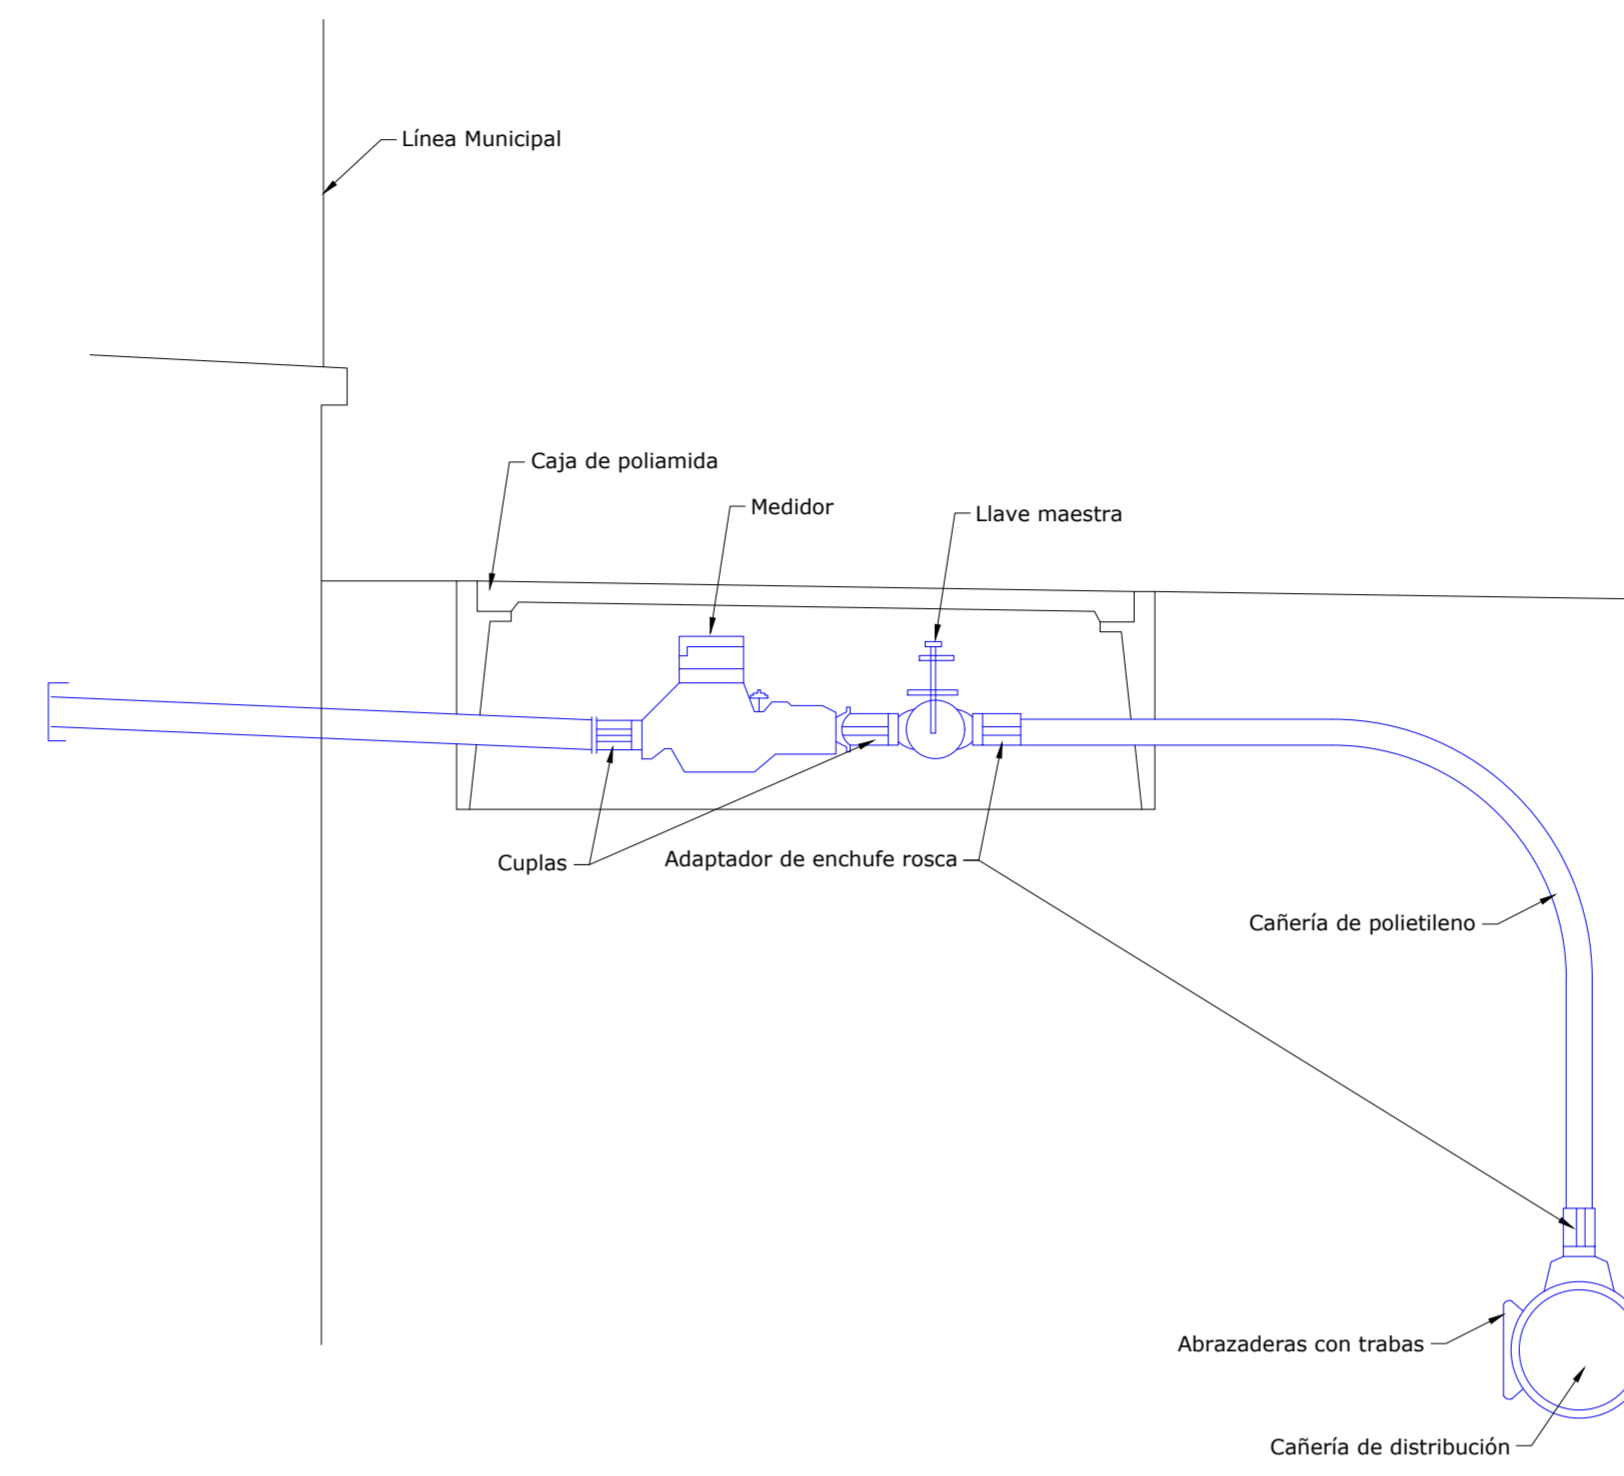 Línea Municipal
Caja de poliamida
Medidor
Llave maestra
Cuplas
Adaptador de enchufe rosca
Cañería de polietileno
Abrazaderas con trabas
Cañería de distribución